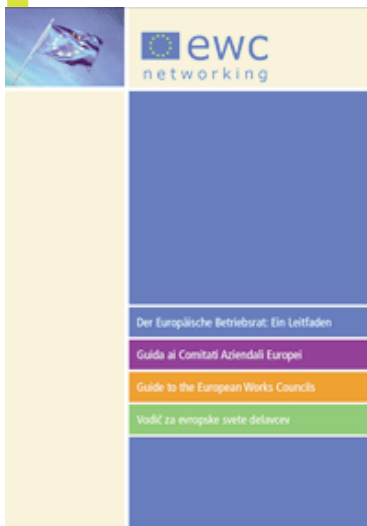 ewc
networking
Der Europäische Betriebsrat: Ein Leitfaden
Guida ai Comitati Aziendali Europei
Guide to the European Works Councils
Vodič za evropske svete delavcev